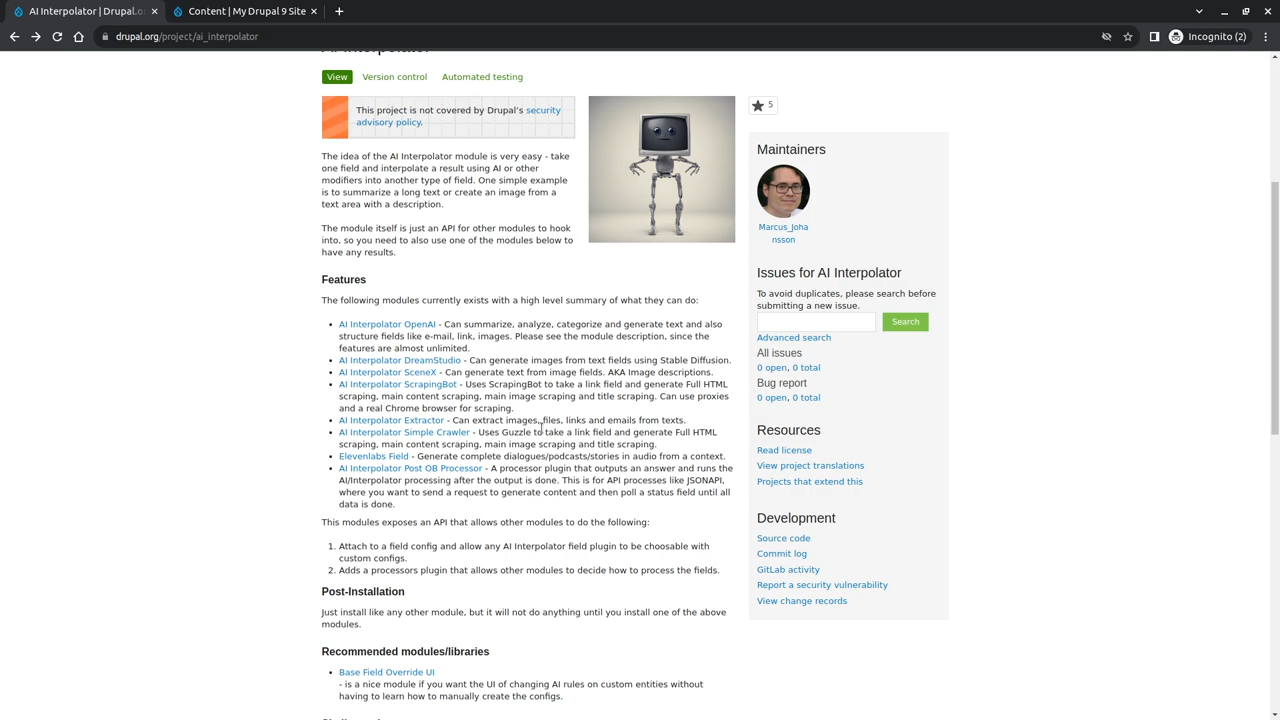 AI Interpolator | Drupal.o
Content | My Drupal 9 Site
drupal.org/project/ai_interpolator
Incognito (2)
AI Interpolator
View
Version control
Automated testing
This project is not covered by Drupal’s security
advisory policy.
5
The idea of the AI Interpolator module is very easy - take
one field and interpolate a result using AI or other
modifiers into another type of field. One simple example
is to summarize a long text or create an image from a
text area with a description.
The module itself is just an API for other modules to hook
into, so you need to also use one of the modules below to
have any results.
Features
The following modules currently exists with a high level summary of what they can do:
• AI Interpolator OpenAI - Can summarize, analyze, categorize and generate text and also
structure fields like e-mail, link, images. Please see the module description, since the
features are almost unlimited.
• AI Interpolator DreamStudio - Can generate images from text fields using Stable Diffusion.
• AI Interpolator SceneX - Can generate text from image fields. AKA Image descriptions.
• AI Interpolator ScrapingBot - Uses ScrapingBot to take a link field and generate Full HTML
scraping, main content scraping, main image scraping and title scraping. Can use proxies
and a real Chrome browser for scraping.
• AI Interpolator Extractor - Can extract images, files, links and emails from texts.
• AI Interpolator Simple Crawler - Uses Guzzle to take a link field and generate Full HTML
scraping, main content scraping, main image scraping and title scraping.
• Elevenlabs Field - Generate complete dialogues/podcasts/stories in audio from a context.
• AI Interpolator Post OB Processor - A processor plugin that outputs an answer and runs the
AI/Interpolator processing after the output is done. This is for API processes like JSONAPI,
where you want to send a request to generate content and then poll a status field until all
data is done.
This modules exposes an API that allows other modules to do the following:
1. Attach to a field config and allow any AI Interpolator field plugin to be choosable with
custom configs.
2. Adds a processors plugin that allows other modules to decide how to process the fields.
Post-Installation
Just install like any other module, but it will not do anything until you install one of the above
modules.
Recommended modules/libraries
• Base Field Override UI
- is a nice module if you want the UI of changing AI rules on custom entities without
having to learn how to manually create the configs.
Maintainers
Marcus_Joha
nsson
Issues for AI Interpolator
To avoid duplicates, please search before
submitting a new issue.
Search
Advanced search
All issues
0 open, 0 total
Bug report
0 open, 0 total
Resources
Read license
View project translations
Projects that extend this
Development
Source code
Commit log
GitLab activity
Report a security vulnerability
View change records